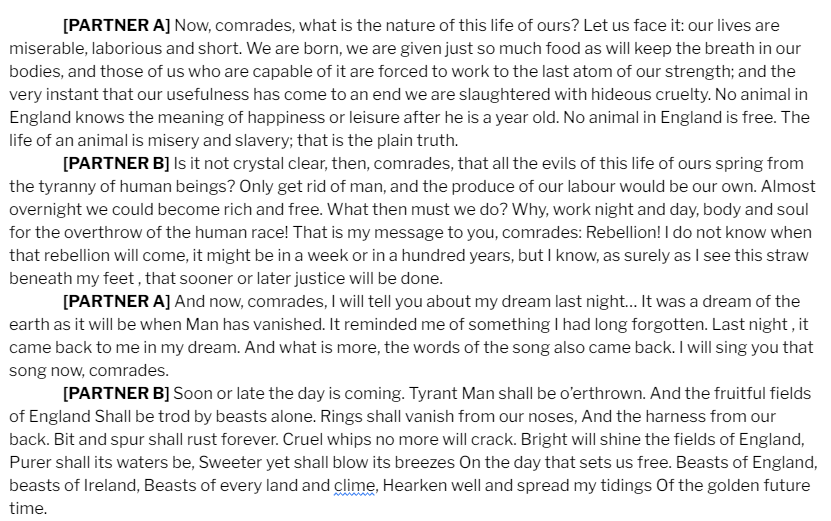 [PARTNER A] Now, comrades, what is the nature of this life of ours? Let us face it: our lives are
miserable, laborious and short. We are born, we are given just so much food as will keep the breath in our
bodies, and those of us who are capable of it are forced to work to the last atom of our strength; and the
very instant that our usefulness has come to an end we are slaughtered with hideous cruelty. No animal in
England knows the meaning of happiness or leisure after he is a year old. No animal in England is free. The
life of an animal is misery and slavery; that is the plain truth.
[PARTNER B] Is it not crystal clear, then, comrades, that all the evils of this life of ours spring from
the tyranny of human beings? Only get rid of man, and the produce of our labour would be our own. Almost
overnight we could become rich and free. What then must we do? Why, work night and day, body and soul
for the overthrow of the human race! That is my message to you, comrades: Rebellion! I do not know when
that rebellion will come, it might be in a week or in a hundred years, but I know, as surely as I see this straw
beneath my feet , that sooner or later justice will be done.
[PARTNER A] And now, comrades, I will tell you about my dream last night... It was a dream of the
earth as it will be when Man has vanished. It reminded me of something I had long forgotten. Last night , it
came back to me in my dream. And what is more, the words of the song also came back. I will sing you that
song now, comrades.
[PARTNER B] Soon or late the day is coming. Tyrant Man shall be o’erthrown. And the fruitful fields
of England Shall be trod by beasts alone. Rings shall vanish from our noses, And the harness from our
back. Bit and spur shall rust forever. Cruel whips no more will crack. Bright will shine the fields of England,
Purer shall its waters be, Sweeter yet shall blow its breezes On the day that sets us free. Beasts of England,
beasts of Ireland, Beasts of every land and clime, Hearken well and spread my tidings Of the golden future
time.